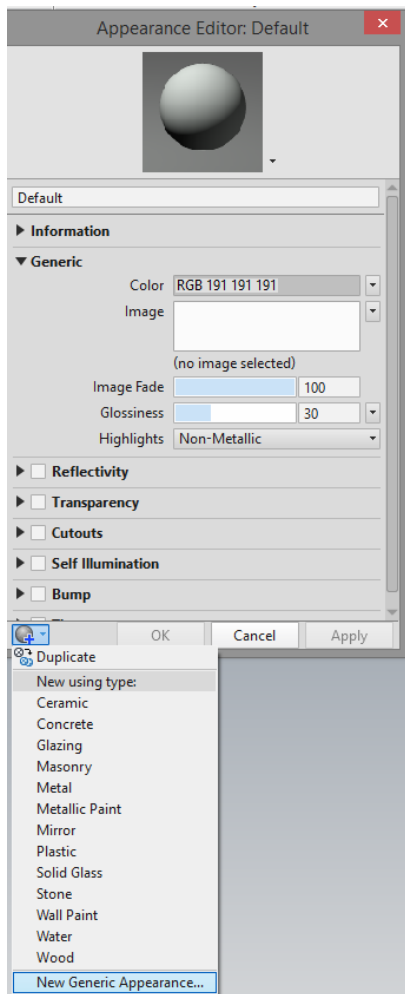 Appearance Editor: Default
Default
Information
Generic
Color RGB 191 191 191
Image
(no image selected)
Image Fade 100
Glossiness 30
Highlights Non-Metallic
Reflectivity
Transparency
Cutouts
Self Illumination
Bump
OK Cancel Apply
Duplicate
New using type:
Ceramic
Concrete
Glazing
Masonry
Metal
Metallic Paint
Mirror
Plastic
Solid Glass
Stone
Wall Paint
Water
Wood
New Generic Appearance...